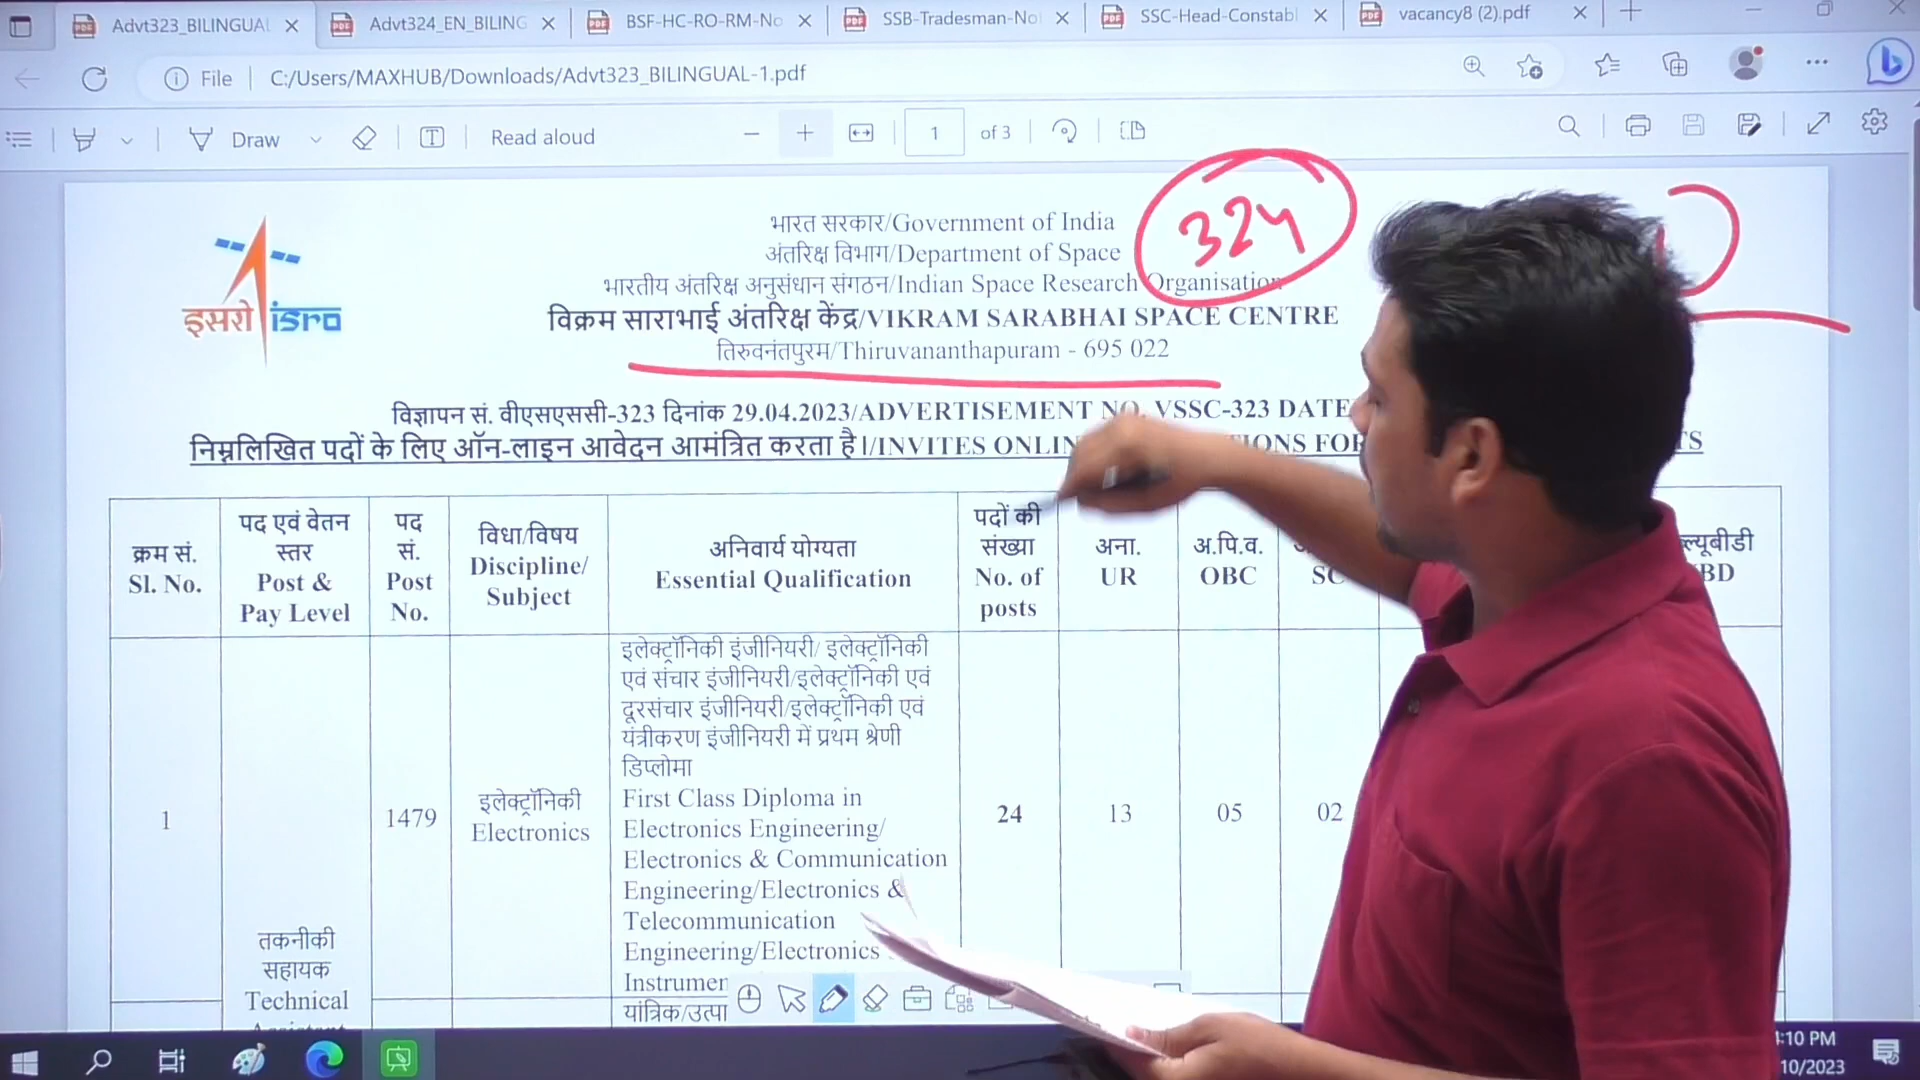 Advt323_BILINGUAL
Advt324_EN_BILING
BSF-HC-RO-RM-No
SSB-Tradesman-No
SSC-Head-Constabl
vacancy8 (2).pdf
File
C:/Users/MAXHUB/Downloads/Advt323_BILINGUAL-1.pdf
Draw
Read aloud
1
of 3
324
भारत सरकार/Government of India
अंतरिक्ष विभाग/Department of Space
भारतीय अंतरिक्ष अनुसंधान संगठन/Indian Space Research Organisation
विक्रम साराभाई अंतरिक्ष केंद्र/VIKRAM SARABHAI SPACE CENTRE
तिरुवनंतपुरम/Thiruvananthapuram - 695 022
इसरो isro
विज्ञापन सं. वीएसएससी-323 दिनांक 29.04.2023/ADVERTISEMENT NO. VSSC-323
निम्नलिखित पदों के लिए ऑन-लाइन आवेदन आमंत्रित करता है।/INVITES
क्रम सं.
Sl. No.
पद एवं वेतन
स्तर
Post &
Pay Level
पद
सं.
Post
No.
विधा/विषय
Discipline/
Subject
अनिवार्य योग्यता
Essential Qualification
पदों की
संख्या
No. of
posts
अना.
UR
अ.पि.व.
OBC
SC
1
तकनीकी
सहायक
Technical
1479
इलेक्ट्रॉनिकी
Electronics
इलेक्ट्रॉनिकी इंजीनियरी/ इलेक्ट्रॉनिकी
एवं संचार इंजीनियरी/इलेक्ट्रॉनिकी एवं
दूरसंचार इंजीनियरी/इलेक्ट्रॉनिकी एवं
यंत्रीकरण इंजीनियरी में प्रथम श्रेणी
डिप्लोमा
First Class Diploma in
Electronics Engineering/
Electronics & Communication
Engineering/Electronics &
Telecommunication
Engineering/Electronics
24
13
05
02